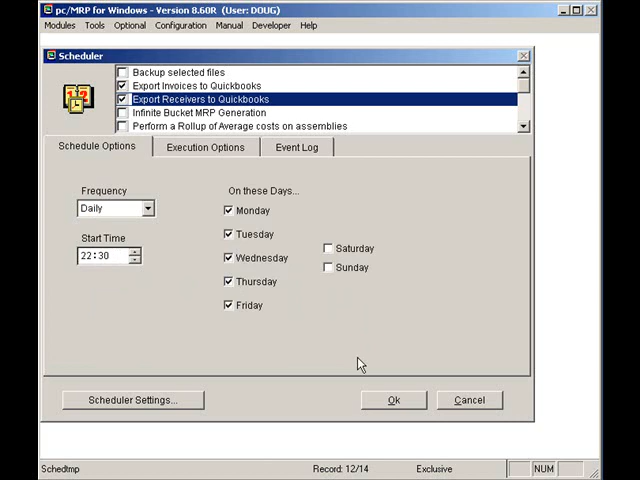 pc/MRP for Windows - Version 8.60R (User: DOUG)
Modules Tools Optional Configuration Manual Developer Help
Scheduler
Backup selected files
Export Invoices to Quickbooks
Export Receivers to Quickbooks
Infinite Bucket MRP Generation
Perform a Rollup of Average costs on assemblies
Schedule Options Execution Options Event Log
Frequency
Daily
Start Time
22:30
On these Days...
Monday
Tuesday
Wednesday
Thursday
Friday
Saturday
Sunday
Scheduler Settings... Ok Cancel
Schedtmp Record: 12/14 Exclusive NUM